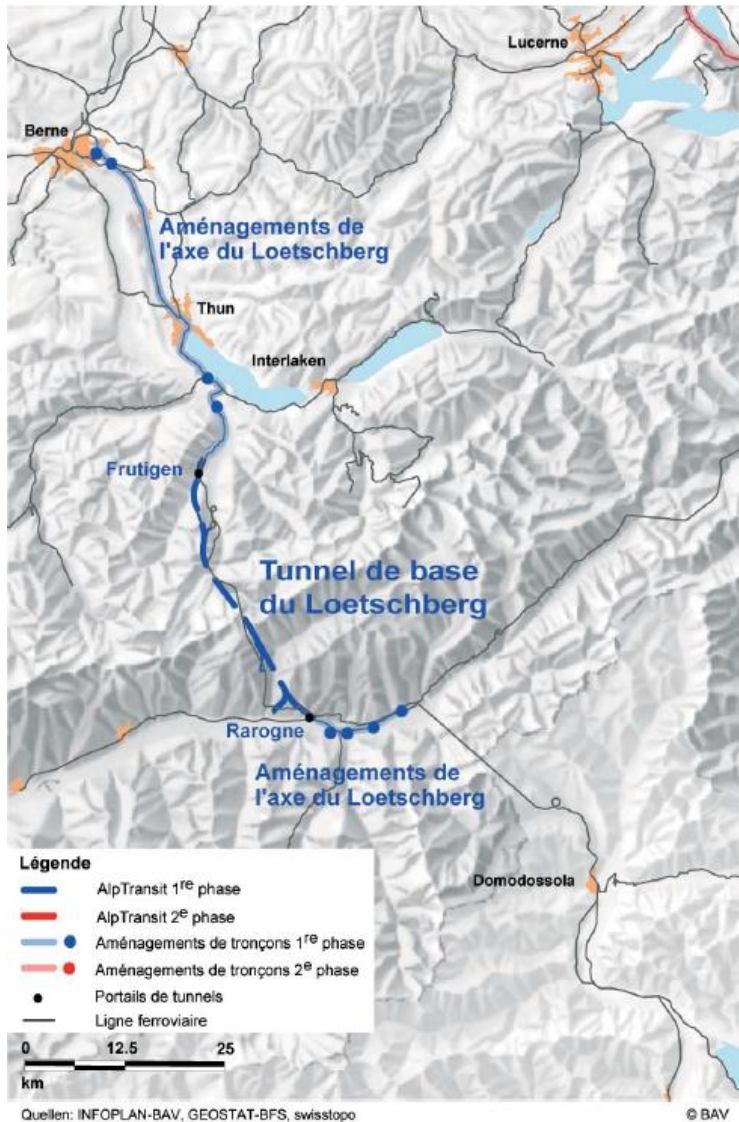 Lucerne
Berne
Aménagements de
l'axe du Loetschberg
Thun
Interlaken
Frutigen
Tunnel de base
du Loetschberg
Rarogne
Aménagements de
l'axe du Loetschberg
Domodossola
Légende
AlpTransit 1re phase
AlpTransit 2e phase
Aménagements de tronçons 1re phase
Aménagements de tronçons 2e phase
Portails de tunnels
Ligne ferroviaire
0 12.5 25
km
Quellen: INFOPLAN-BAV, GEOSTAT-BFS, swisstopo © BAV